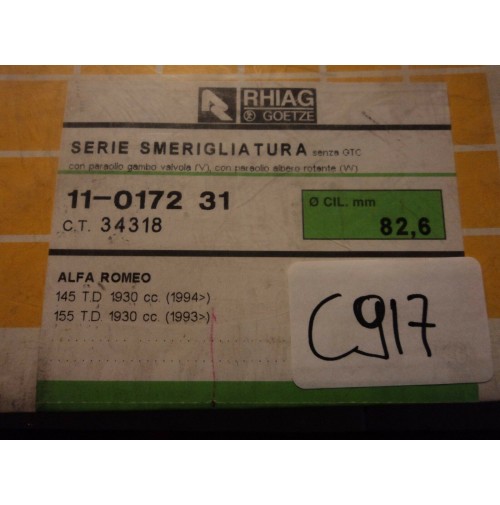 RHIAG
® GOETZE
SERIE SMERIGLIATURA senza GTC
con paraolio gambo valvola (V), con paraolio albero rotante (W)
11-0172 31
C.T. 34318
Ø CIL. mm
82,6
ALFA ROMEO
145 T.D 1930 cc. (1994>)
155 T.D 1930 cc. (1993>)
C917